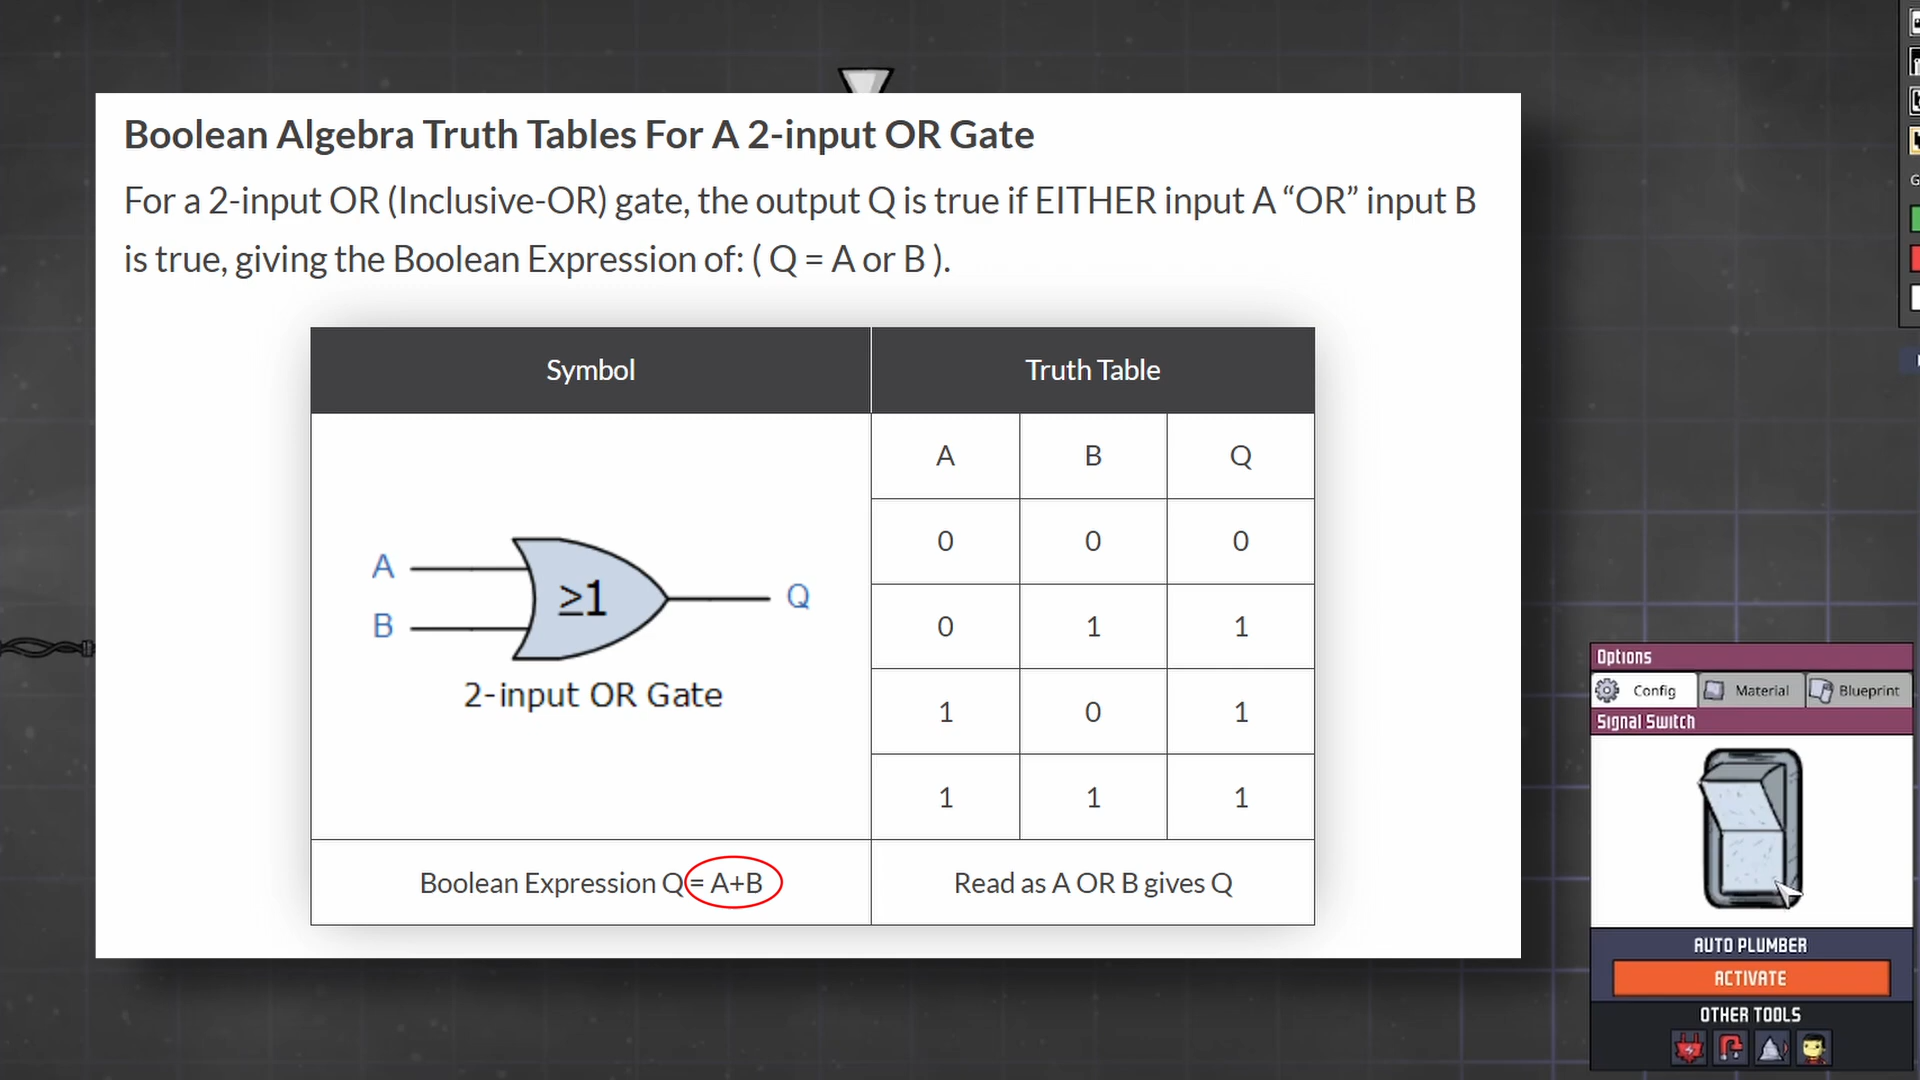 Boolean Algebra Truth Tables For A 2-input OR Gate
For a 2-input OR (Inclusive-OR) gate, the output Q is true if EITHER input A “OR” input B
is true, giving the Boolean Expression of: ( Q = A or B ).
Symbol Truth Table
A B Q
0 0 0
0 1 1
1 0 1
1 1 1
A
B
≥1
Q
2-input OR Gate
Boolean Expression Q = A+B
Read as A OR B gives Q
Options
Config Material Blueprint
Signal Switch
AUTO PLUMBER
ACTIVATE
OTHER TOOLS